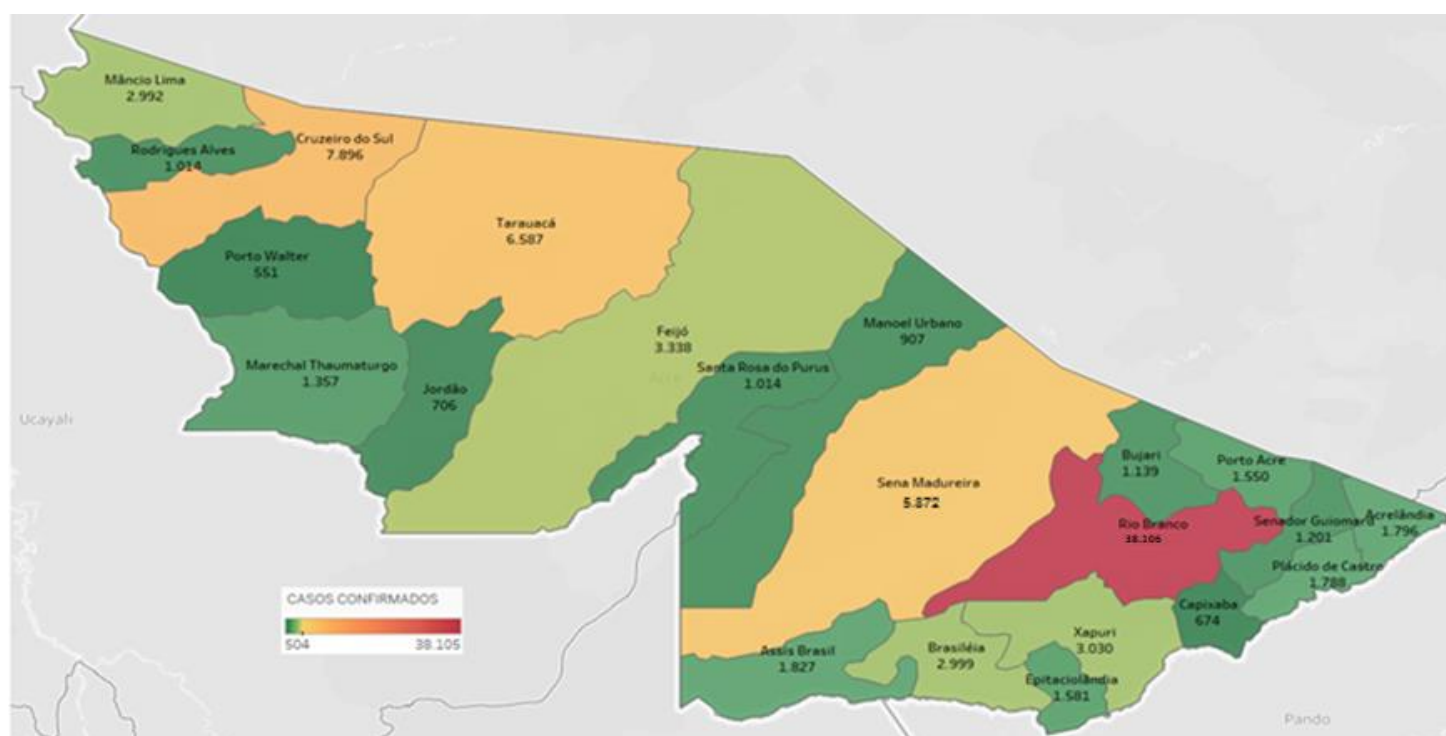 Mâncio Lima
2.992
Rodrigues Alves
1.014
Cruzeiro do Sul
7.896
Tarauacá
6.587
Porto Walter
551
Feijó
3.338
Manoel Urbano
907
Marechal Thaumaturgo
1.357
Jordão
706
Santa Rosa do Purus
1.014
Acre
Ucayali
Sena Madureira
5.872
Bujari
1.139
Porto Acre
1.550
Rio Branco
38.105
Senador Guiomard
1.201
Acrelândia
1.796
Plácido de Castro
1.788
Capixaba
674
CASOS CONFIRMADOS
504 38.105
Assis Brasil
1.827
Brasiléia
2.999
Xapuri
3.030
Epitaciolândia
1.581
Pando